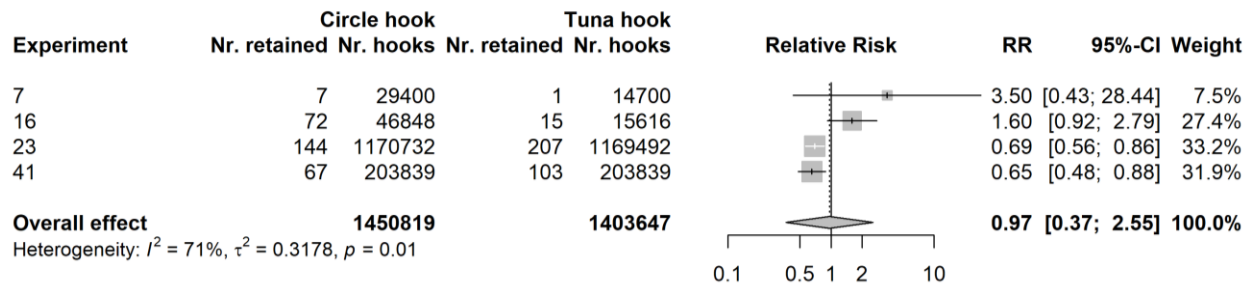 Circle hook Tuna hook
Experiment Nr. retained Nr. hooks Nr. retained Nr. hooks Relative Risk RR 95%-CI Weight
7 7 29400 1 14700 3.50 [0.43; 28.44] 7.5%
16 72 46848 15 15616 1.60 [0.92; 2.79] 27.4%
23 144 1170732 207 1169492 0.69 [0.56; 0.86] 33.2%
41 67 203839 103 203839 0.65 [0.48; 0.88] 31.9%
Overall effect 1450819 1403647 0.97 [0.37; 2.55] 100.0%
Heterogeneity: I² = 71%, τ² = 0.3178, p = 0.01
0.1 0.5 1 2 10